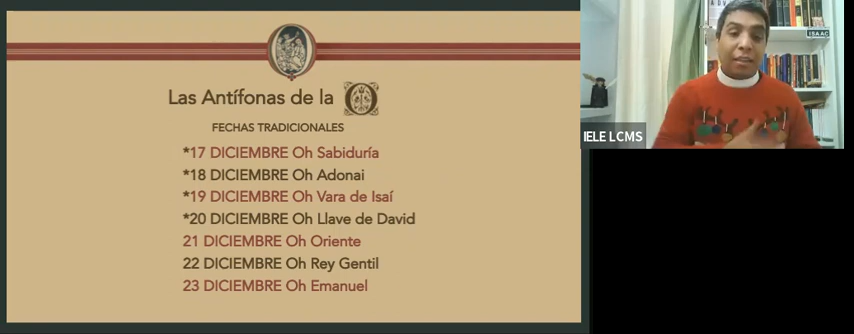 Las Antífonas de la O
FECHAS TRADICIONALES
*17 DICIEMBRE Oh Sabiduría
*18 DICIEMBRE Oh Adonai
*19 DICIEMBRE Oh Vara de Isaí
*20 DICIEMBRE Oh Llave de David
21 DICIEMBRE Oh Oriente
22 DICIEMBRE Oh Rey Gentil
23 DICIEMBRE Oh Emanuel
ISAAC
IELE LCMS